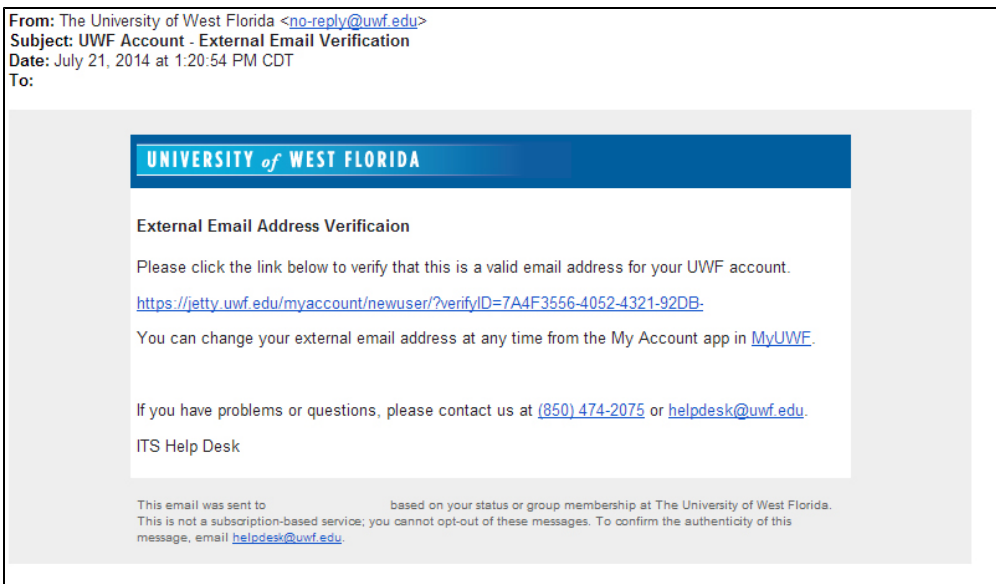 From: The University of West Florida <no-reply@uwf.edu>
Subject: UWF Account - External Email Verification
Date: July 21, 2014 at 1:20:54 PM CDT
To:
UNIVERSITY of WEST FLORIDA
External Email Address Verificaion
Please click the link below to verify that this is a valid email address for your UWF account.
https://jetty.uwf.edu/myaccount/newuser/?verifyID=7A4F3556-4052-4321-92DB-
You can change your external email address at any time from the My Account app in MyUWF.
If you have problems or questions, please contact us at (850) 474-2075 or helpdesk@uwf.edu.
ITS Help Desk
This email was sent to based on your status or group membership at The University of West Florida.
This is not a subscription-based service; you cannot opt-out of these messages. To confirm the authenticity of this
message, email helpdesk@uwf.edu.